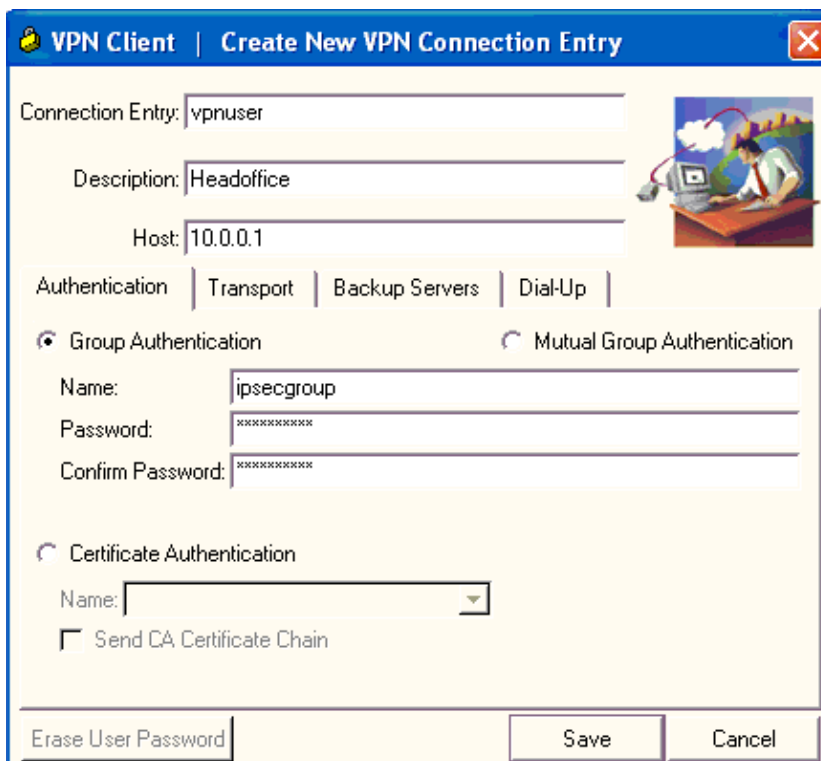 VPN Client | Create New VPN Connection Entry
Connection Entry: vpnuser
Description: Headoffice
Host: 10.0.0.1
Authentication | Transport | Backup Servers | Dial-Up
Group Authentication Mutual Group Authentication
Name: ipsecgroup
Password: **********
Confirm Password: **********
Certificate Authentication
Name:
Send CA Certificate Chain
Erase User Password Save Cancel